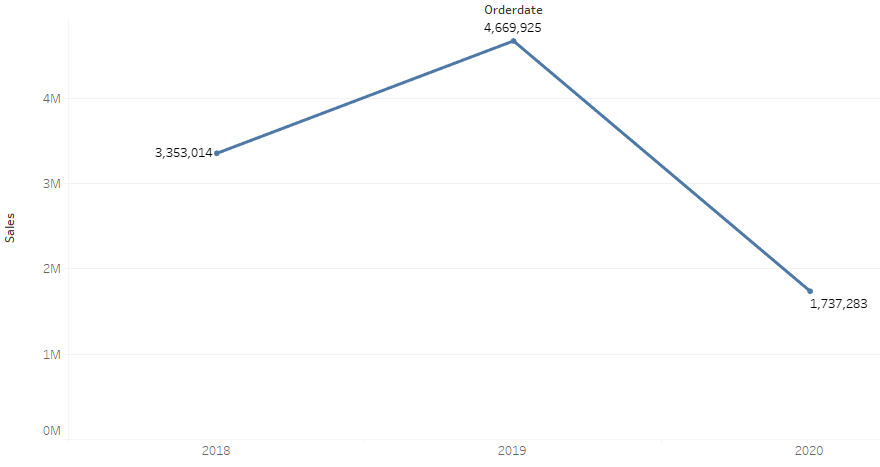 Orderdate
4,669,925
4M
3,353,014
3M
Sales
2M
1,737,283
1M
0M
2018
2019
2020